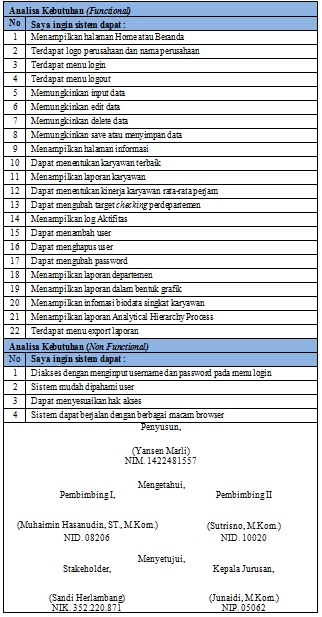 Analisa Kebutuhan (Functional)
No Saya ingin sistem dapat :
1 Menampilkan halaman Home atau Beranda
2 Terdapat logo perusahaan dan nama perusahaan
3 Terdapat menu login
4 Terdapat menu logout
5 Memungkinkan input data
6 Memungkinkan edit data
7 Memungkinkan delete data
8 Memungkinkan save atau menyimpan data
9 Menampilkan halaman informasi
10 Dapat menentukan karyawan terbaik
11 Menampilkan laporan karyawan
12 Dapat menentukan kinerja karyawan rata-rata perjam
13 Dapat mengubah target checking perdepartemen
14 Menampilkan log Aktifitas
15 Dapat menambah user
16 Dapat menghapus user
17 Dapat mengubah password
18 Menampilkan laporan departemen
19 Menampilkan laporan dalam bentuk grafik
20 Menampilkan infomasi biodata singkat karyawan
21 Menampilkan laporan Analytical Hierarchy Process
22 Terdapat menu export laporan
Analisa Kebutuhan (Non Functional)
No Saya ingin sistem dapat :
1 Diakses dengan menginput username dan password pada menu login
2 Sistem mudah dipahami user
3 Dapat menyesuaikan hak akses
4 Sistem dapat berjalan dengan berbagai macam browser
Penyusun,
(Yansen Marli)
NIM. 1422481557
Mengetahui,
Pembimbing I, Pembimbing II
(Muhaimin Hasanudin, ST., M.Kom.) (Sutrisno, M.Kom.)
NID. 08206 NID. 10020
Menyetujui,
Stakeholder, Kepala Jurusan,
(Sandi Herlambang) (Junaidi, M.Kom.)
NIK. 352.220.871 NIP. 05062